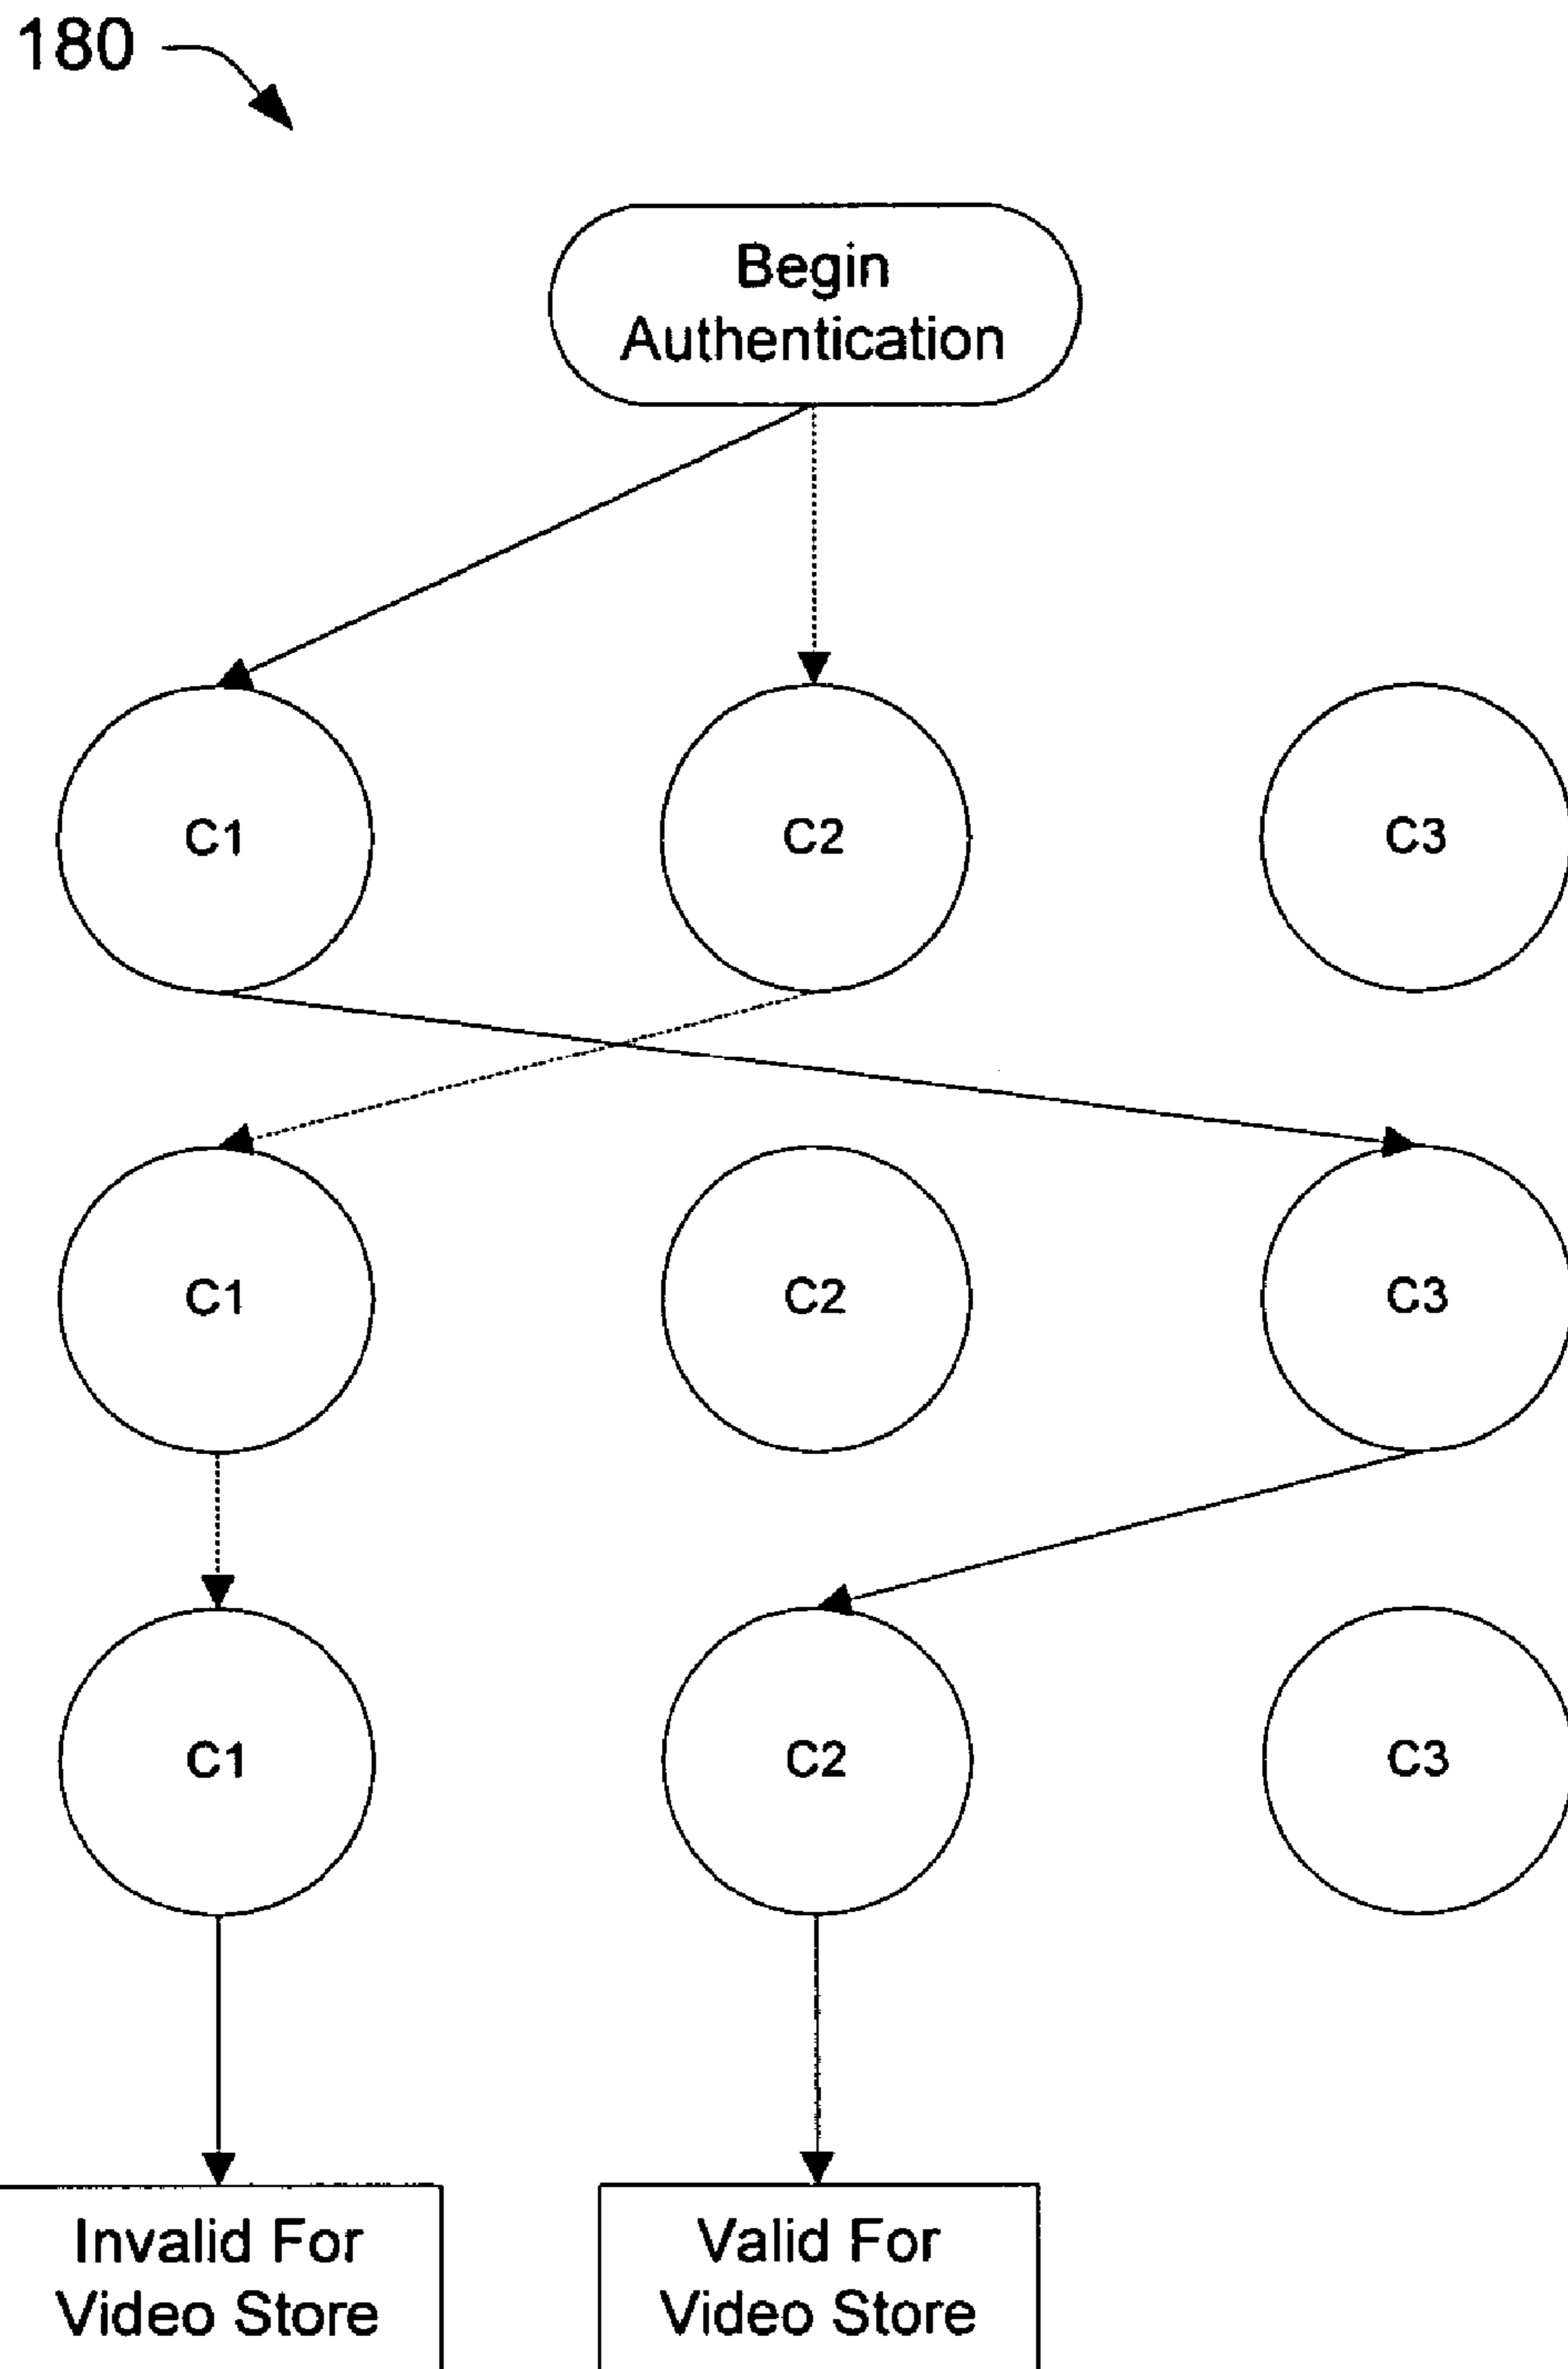 180
Begin
Authentication
C1
C2
C3
C1
C2
C3
C1
C2
C3
Invalid For
Video Store
Valid For
Video Store